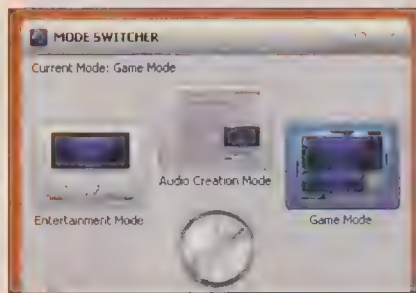 MODE SWITCHER
Current Mode: Game Mode
Audio Creation Mode
Entertainment Mode
Game Mode